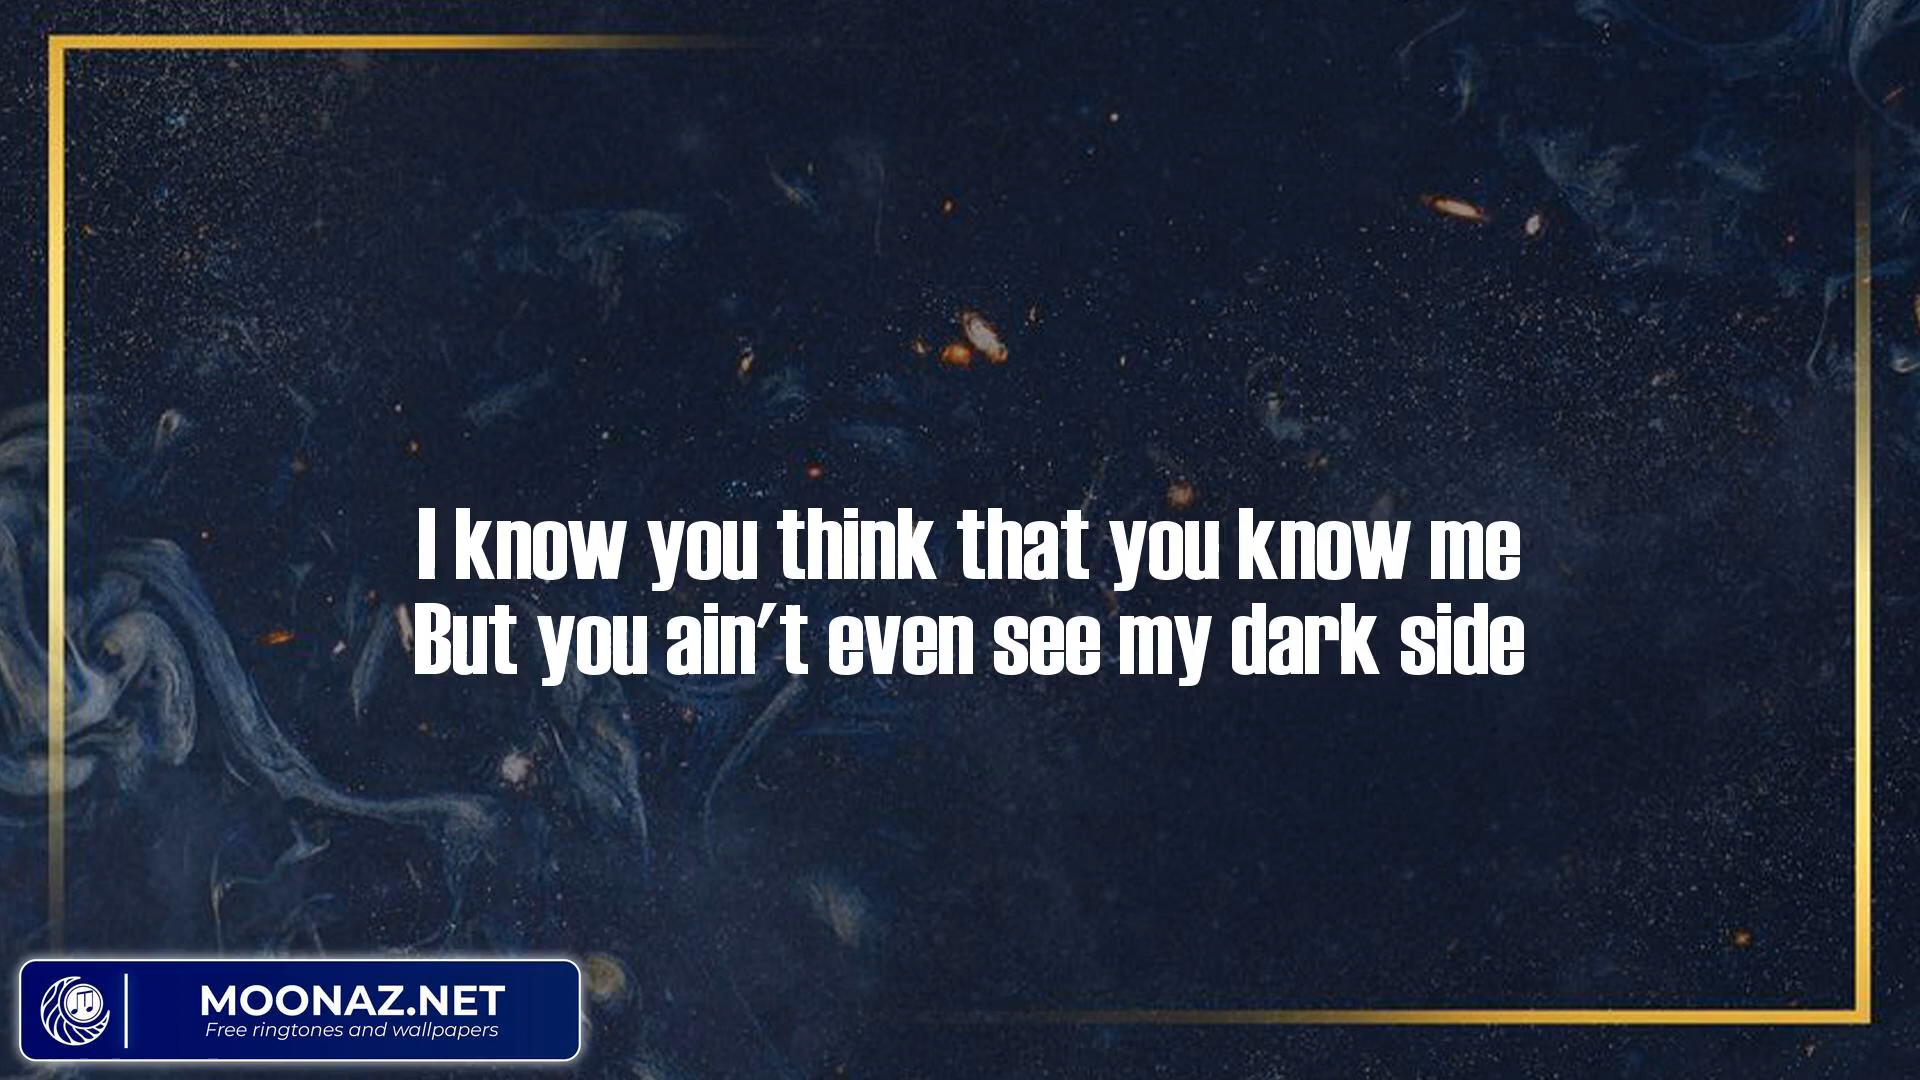 I know you think that you know me
But you ain't even see my dark side
MOONAZ.NET
Free ringtones and wallpapers